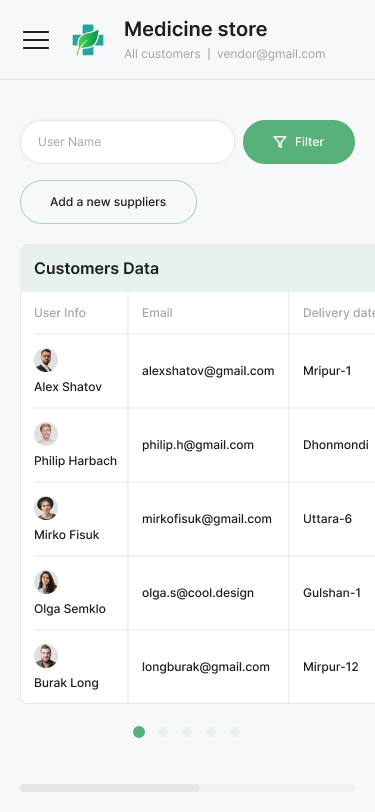 Medicine store
All customers | vendor@gmail.com
User Name
Filter
Add a new suppliers
Customers Data
User Info Email Delivery date
Alex Shatov alexshatov@gmail.com Mripur-1
Philip Harbach philip.h@gmail.com Dhonmondi
Mirko Fisuk mirkofisuk@gmail.com Uttara-6
Olga Semklo olga.s@cool.design Gulshan-1
Burak Long longburak@gmail.com Mirpur-12